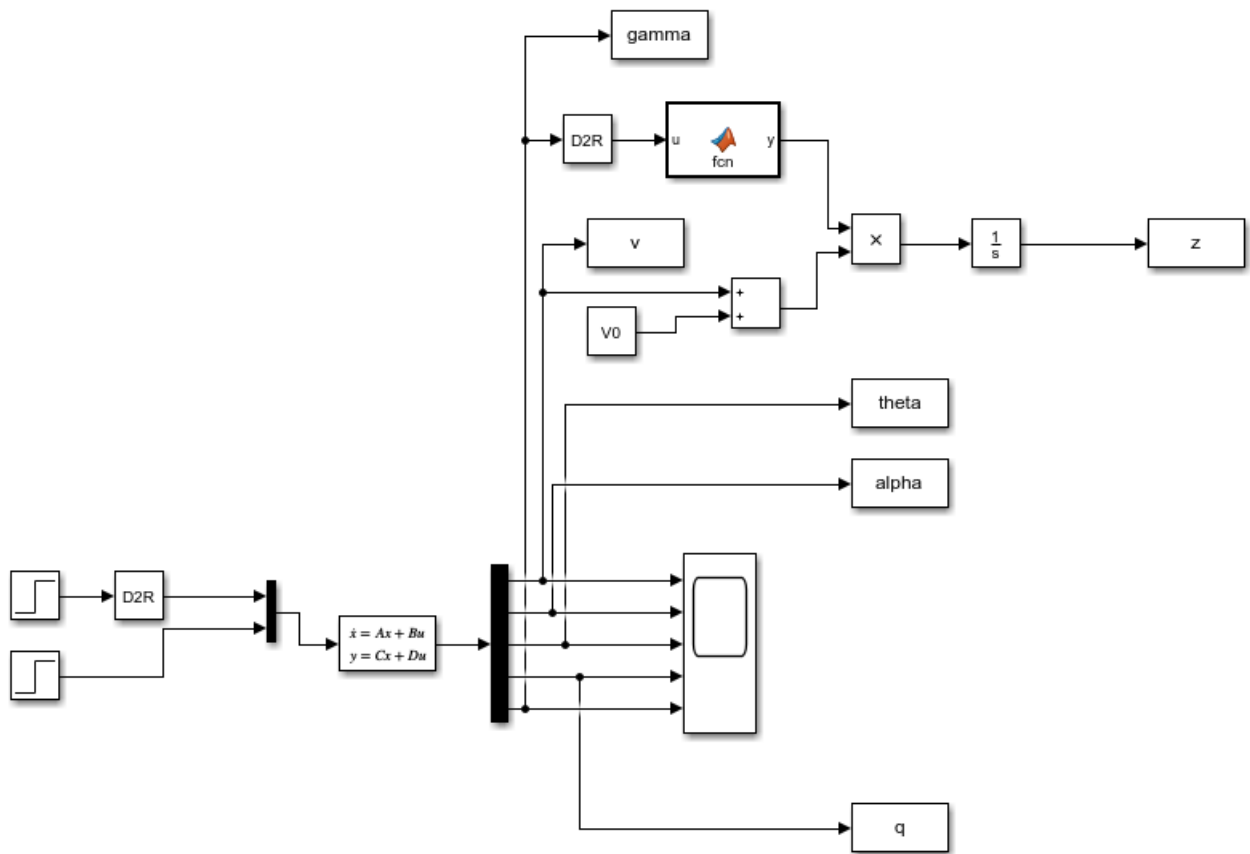 gamma
D2R
u
y
fcn
v
×
1
s
z
+
+
V0
theta
alpha
D2R
ẋ = Ax + Bu
y = Cx + Du
q